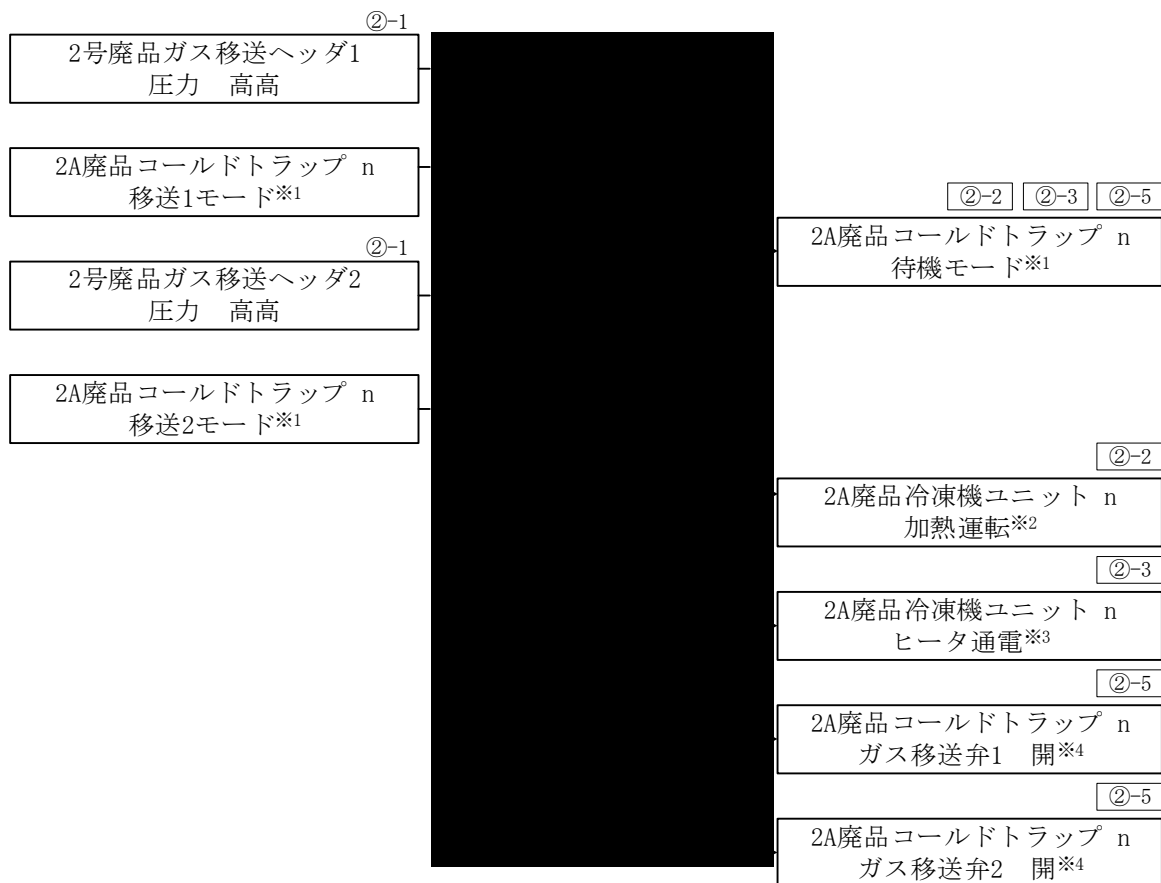 ②-1
2号廃品ガス移送ヘッダ1
圧力　高高
2A廃品コールドトラップ n
移送1モード※1
②-1
2号廃品ガス移送ヘッダ2
圧力　高高
2A廃品コールドトラップ n
移送2モード※1
②-2 ②-3 ②-5
2A廃品コールドトラップ n
待機モード※1
②-2
2A廃品冷凍機ユニット n
加熱運転※2
②-3
2A廃品冷凍機ユニット n
ヒータ通電※3
②-5
2A廃品コールドトラップ n
ガス移送弁1　開※4
②-5
2A廃品コールドトラップ n
ガス移送弁2　開※4